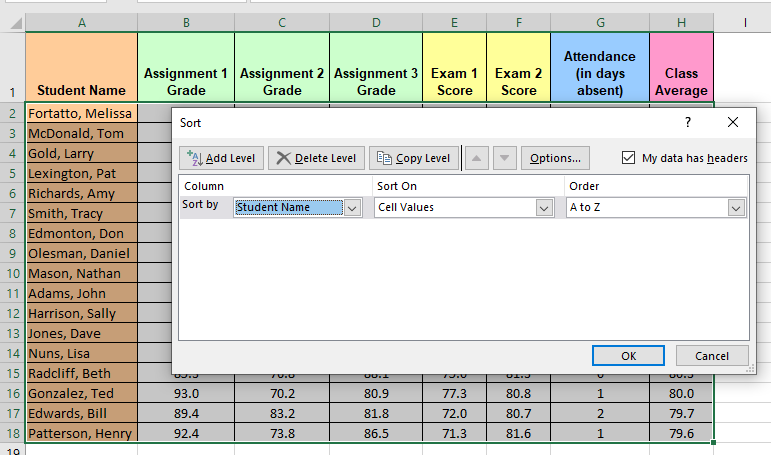 A B C D E F G H I
1 Student Name Assignment 1 Grade Assignment 2 Grade Assignment 3 Grade Exam 1 Score Exam 2 Score Attendance (in days absent) Class Average
2 Fortatto, Melissa
3 McDonald, Tom
4 Gold, Larry
5 Lexington, Pat
6 Richards, Amy
7 Smith, Tracy
8 Edmonton, Don
9 Olesman, Daniel
10 Mason, Nathan
11 Adams, John
12 Harrison, Sally
13 Jones, Dave
14 Nuns, Lisa
15 Radcliff, Beth
16 Gonzalez, Ted 93.0 70.2 80.9 77.3 80.8 1 80.0
17 Edwards, Bill 89.4 83.2 81.8 72.0 80.7 2 79.7
18 Patterson, Henry 92.4 73.8 86.5 71.3 81.6 1 79.6
19
Sort ?
Add Level Delete Level Copy Level Options... My data has headers
Column Sort On Order
Sort by Student Name Cell Values A to Z
OK Cancel